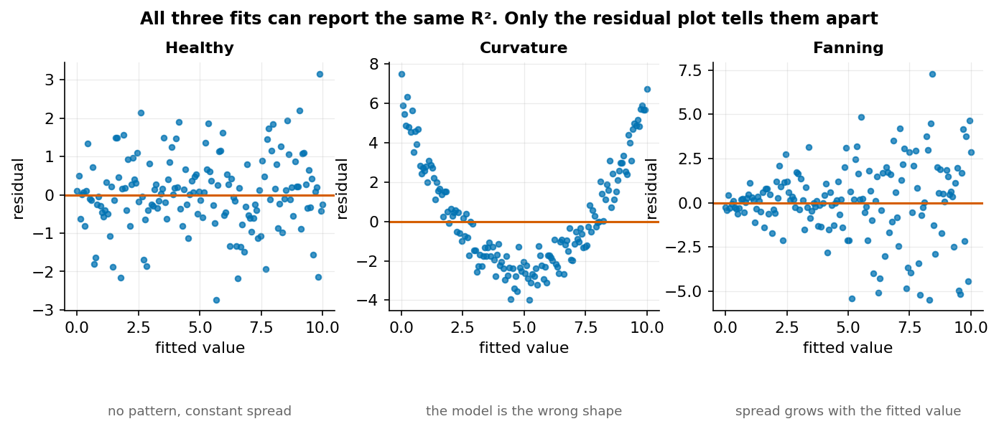 All three fits can report the same R². Only the residual plot tells them apart
Healthy
residual
3
2
1
0
−1
−2
−3
0.0 2.5 5.0 7.5 10.0
fitted value
no pattern, constant spread
Curvature
residual
8
6
4
2
0
−2
−4
0.0 2.5 5.0 7.5 10.0
fitted value
the model is the wrong shape
Fanning
residual
7.5
5.0
2.5
0.0
−2.5
−5.0
0.0 2.5 5.0 7.5 10.0
fitted value
spread grows with the fitted value